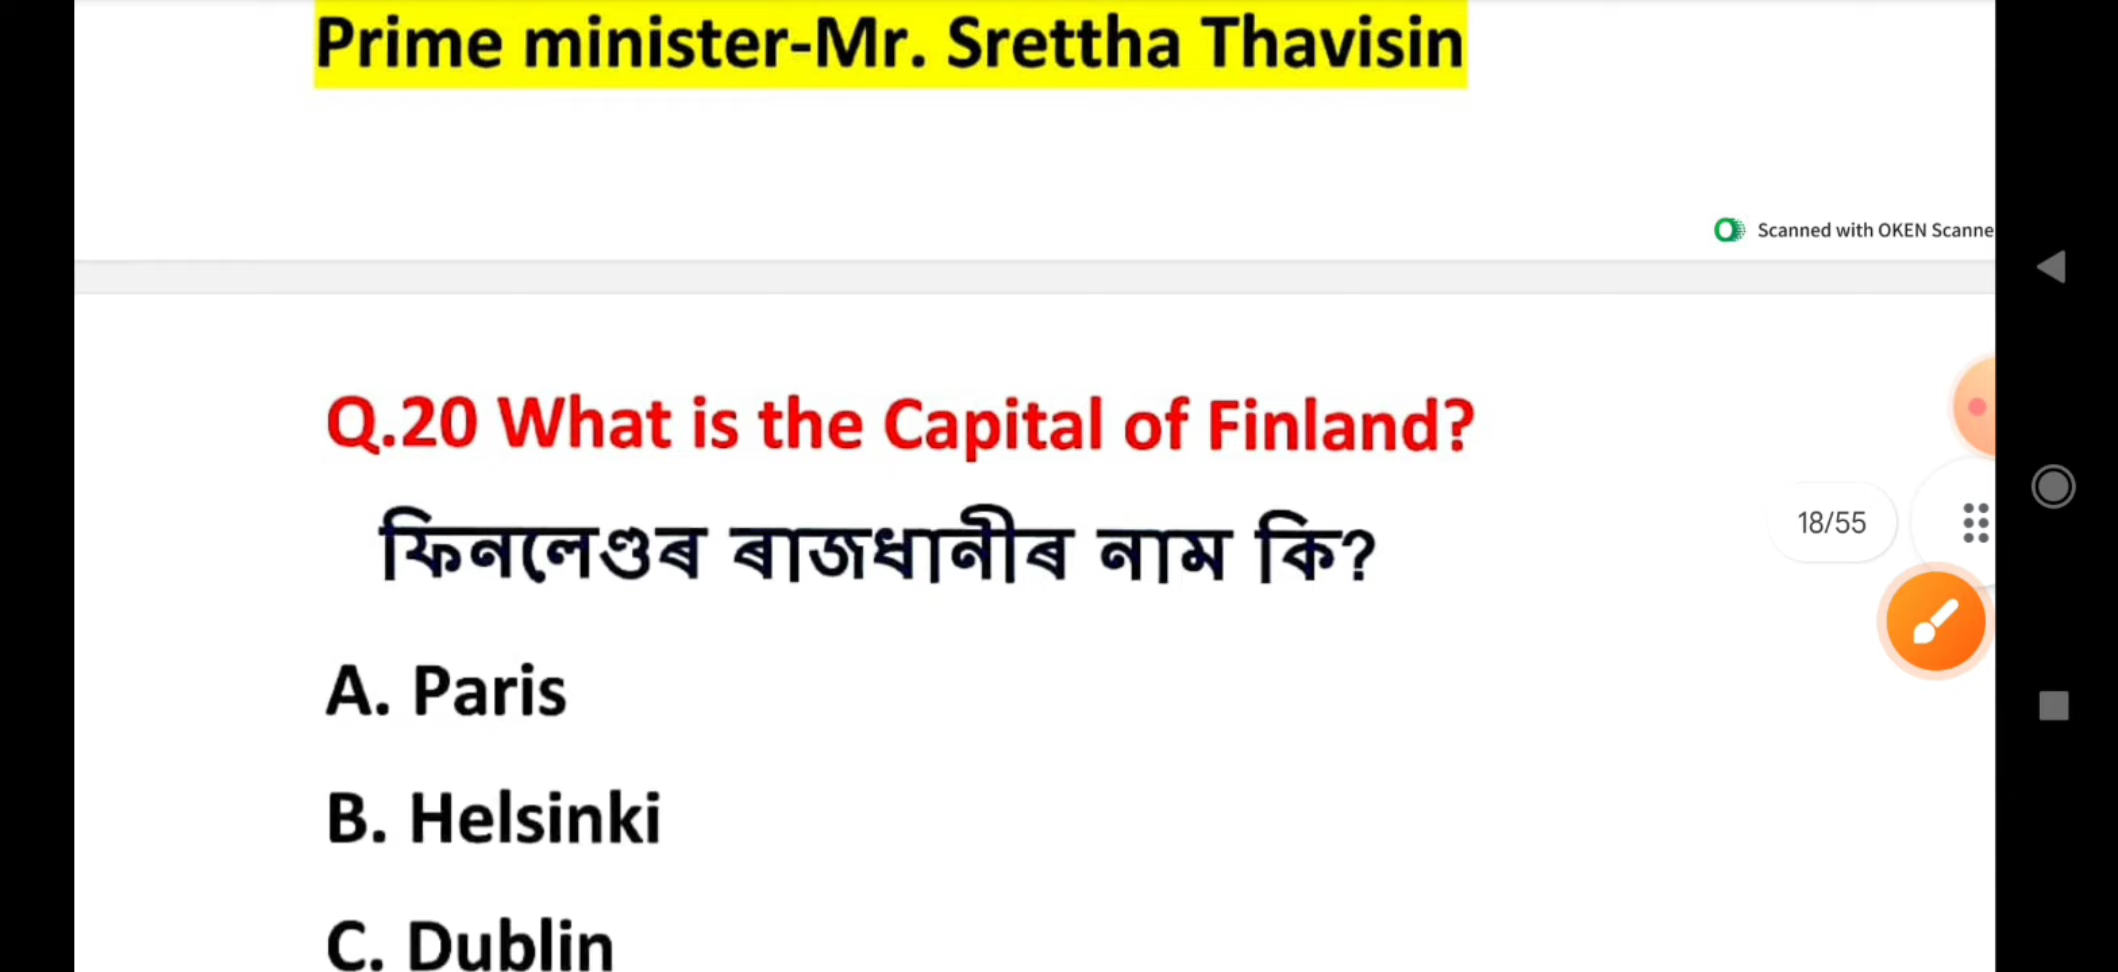 Prime minister-Mr. Srettha Thavisin
Scanned with OKEN Scanne
Q.20 What is the Capital of Finland?
ফিনলেণ্ডৰ ৰাজধানীৰ নাম কি?
18/55
A. Paris
B. Helsinki
C. Dublin